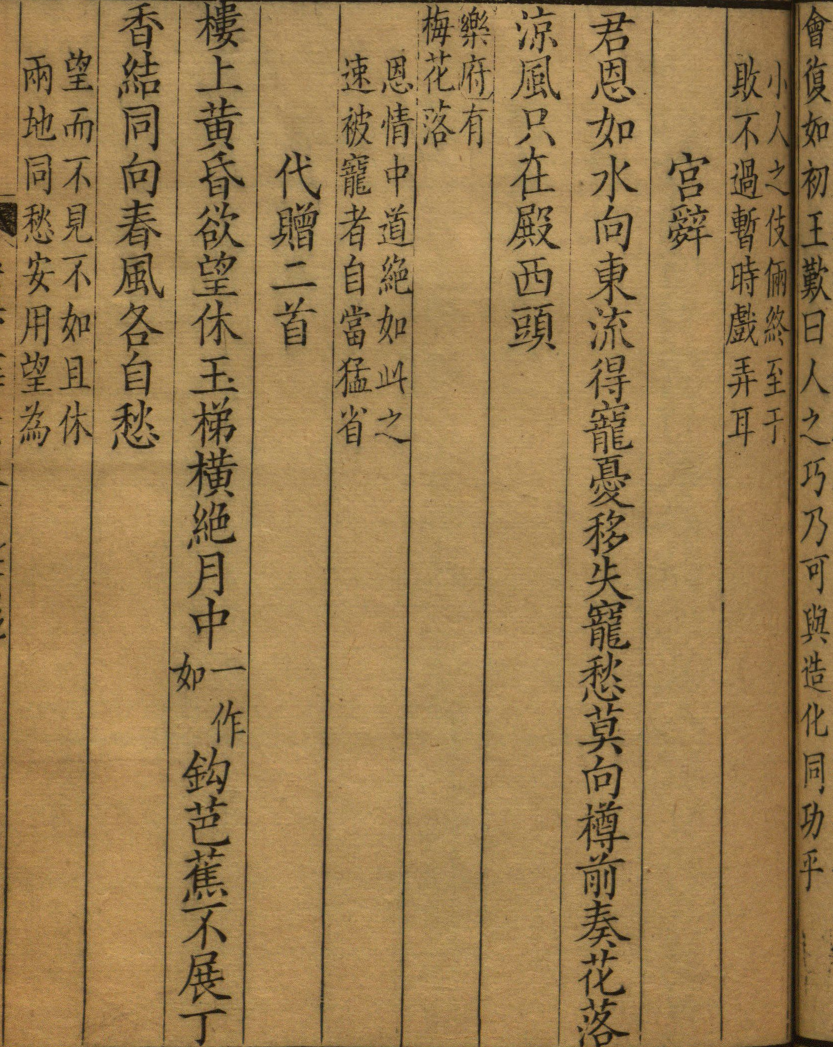 會復如初王歎曰人之巧乃可與造化同功乎
小人之伎倆終至于
敗不過暫時戲弄耳
宮辭
君恩如水向東流得寵憂移失寵愁莫向樽前奏花落
涼風只在殿西頭
樂府有
梅花落
恩情中道絕如此之
速被寵者自當猛省
代贈二首
樓上黃昏欲望休玉梯橫絕月中一作如鈎芭蕉不展丁
香結同向春風各自愁
望而不見不如且休
兩地同愁安用望為